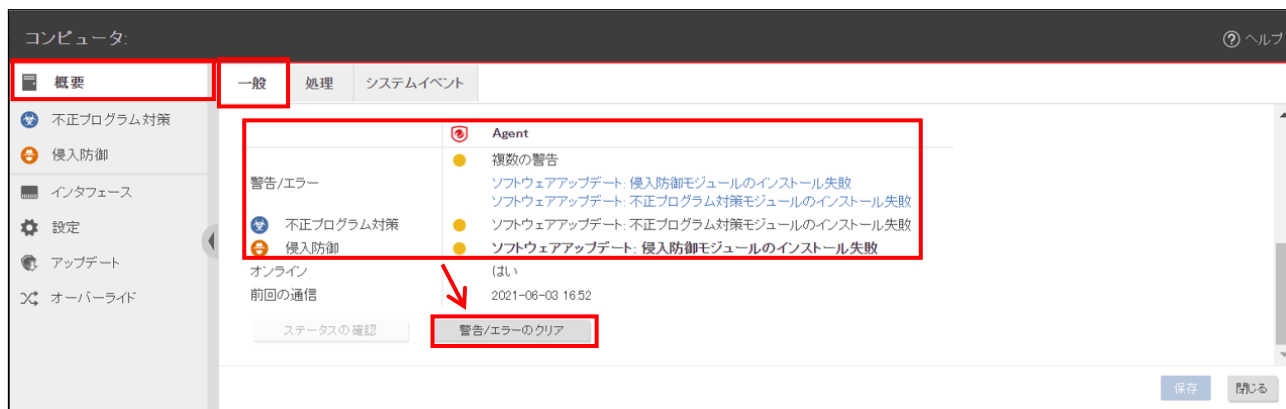 コンピュータ:
ヘルプ
概要
不正プログラム対策
侵入防御
インタフェース
設定
アップデート
オーバーライド
一般 処理 システムイベント
Agent
複数の警告
警告/エラー
ソフトウェアアップデート: 侵入防御モジュールのインストール失敗
ソフトウェアアップデート: 不正プログラム対策モジュールのインストール失敗
不正プログラム対策 ソフトウェアアップデート: 不正プログラム対策モジュールのインストール失敗
侵入防御 ソフトウェアアップデート: 侵入防御モジュールのインストール失敗
オンライン はい
前回の通信 2021-06-03 16:52
ステータスの確認 警告/エラーのクリア
保存 閉じる